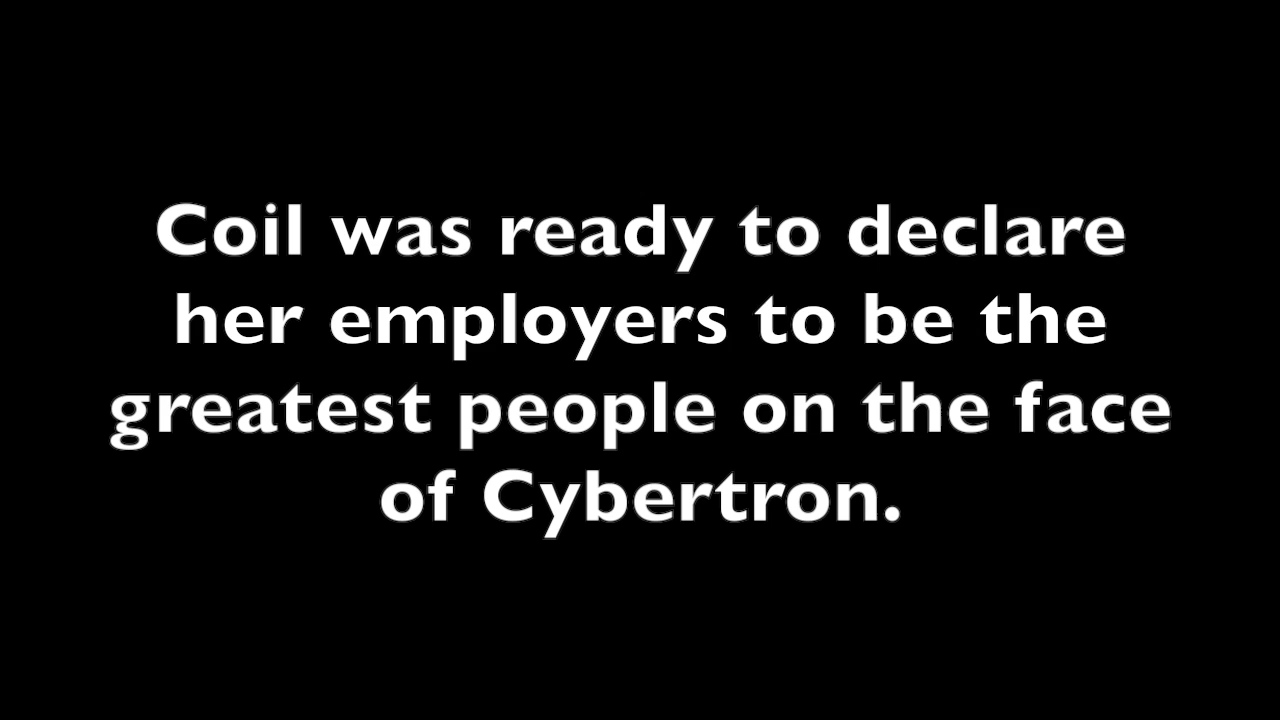 Coil was ready to declare
her employers to be the
greatest people on the face
of Cybertron.